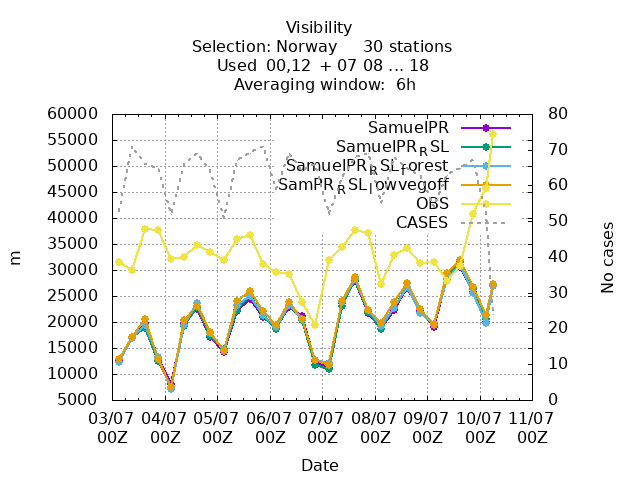 Visibility
Selection: Norway 30 stations
Used 00,12 + 07 08 ... 18
Averaging window: 6h
60000
55000
50000
45000
40000
35000
30000
25000
20000
15000
10000
5000
m
80
70
60
50
40
30
20
10
0
No cases
SamuelPR
SamuelPR_RSL
SamuelPR_RSL_forest
SamPR_RSL_lowvegoff
OBS
CASES
03/07 04/07 05/07 06/07 07/07 08/07 09/07 10/07 11/07
00Z 00Z 00Z 00Z 00Z 00Z 00Z 00Z 00Z
Date